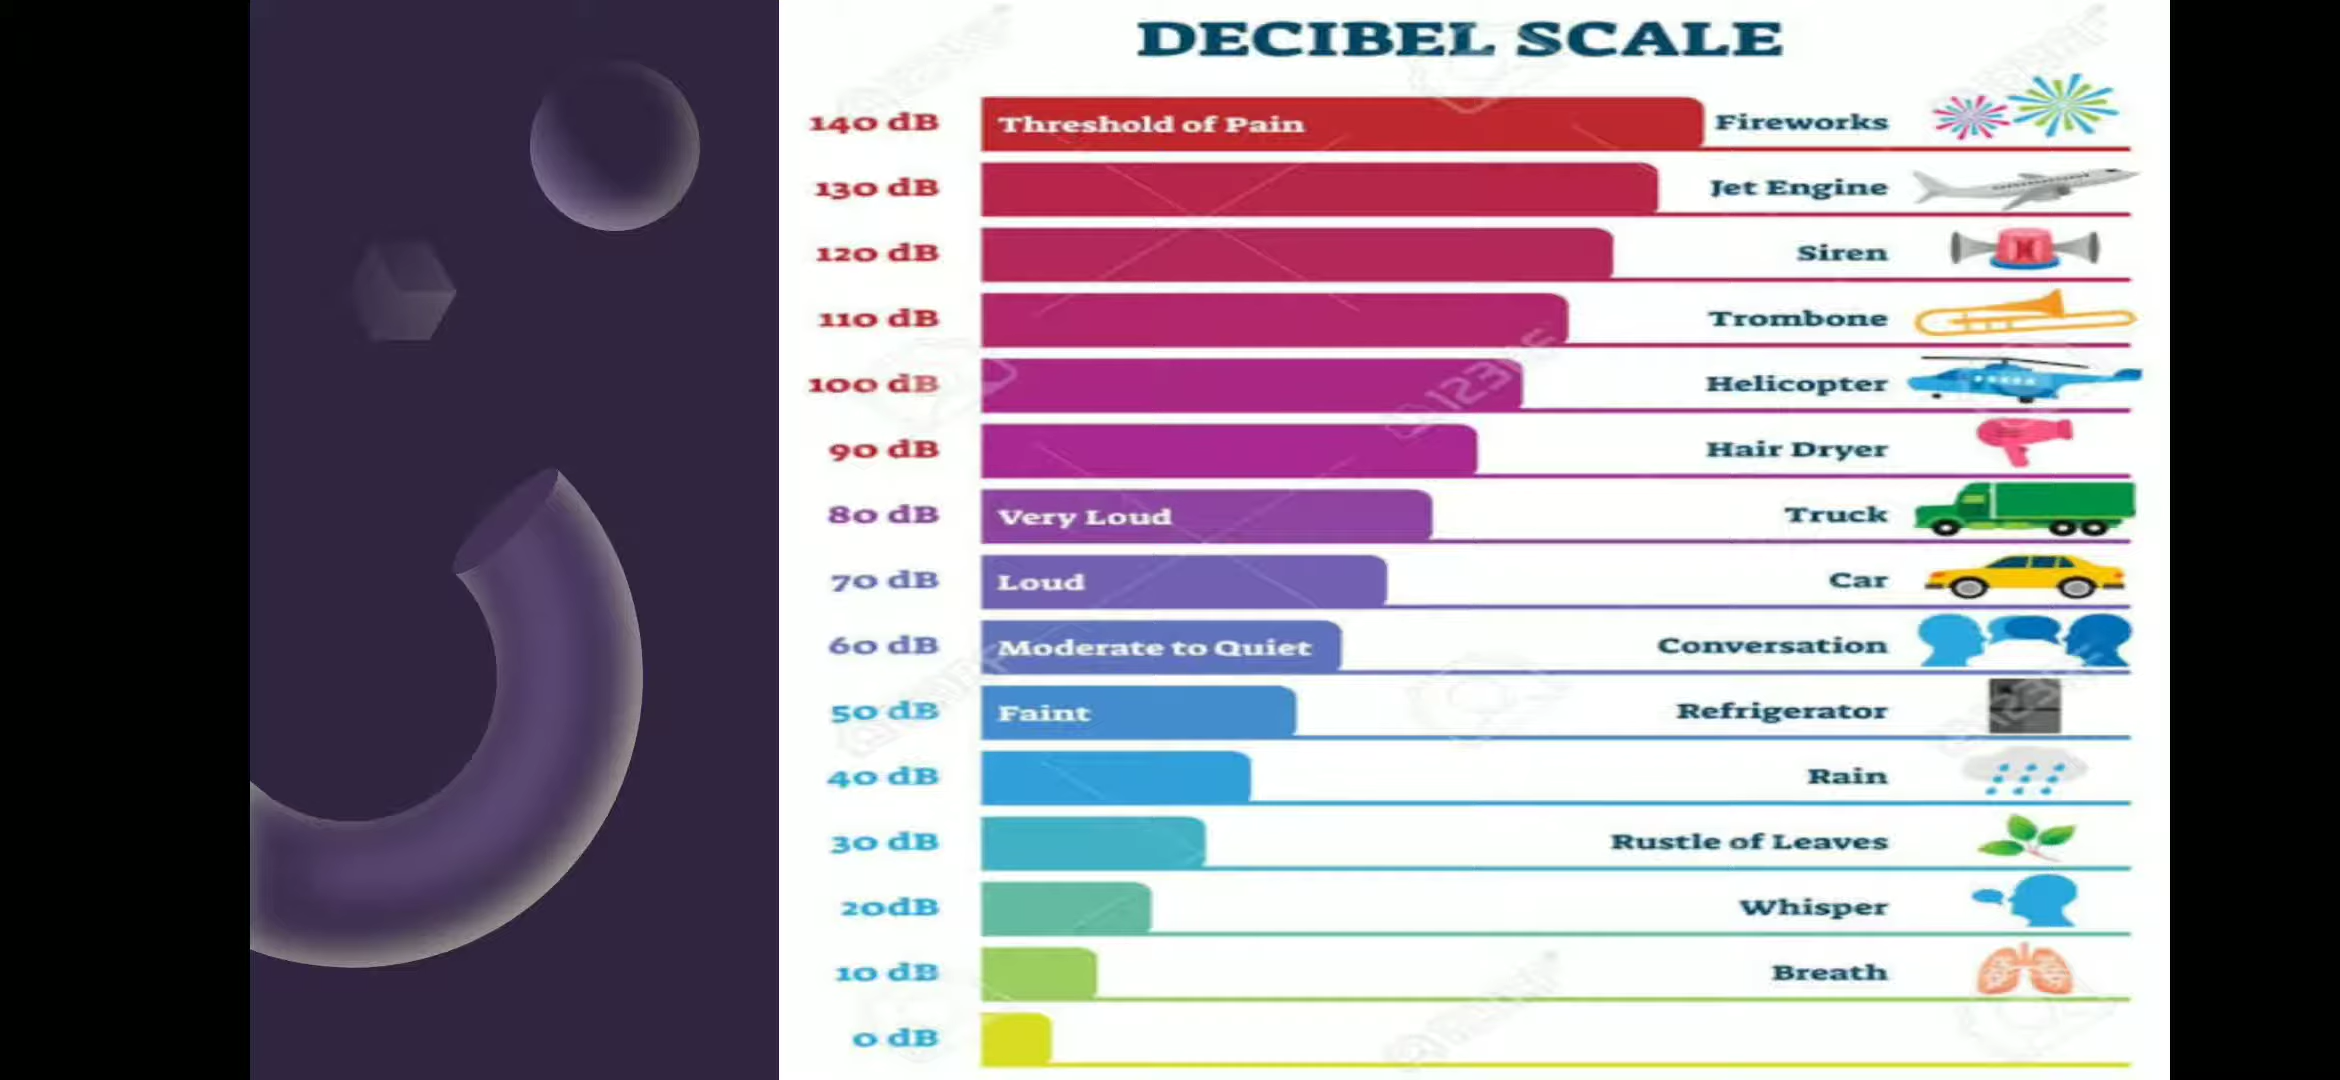 DECIBEL SCALE
140 dB Threshold of Pain Fireworks
130 dB Jet Engine
120 dB Siren
110 dB Trombone
100 dB Helicopter
90 dB Hair Dryer
80 dB Very Loud Truck
70 dB Loud Car
60 dB Moderate to Quiet Conversation
50 dB Faint Refrigerator
40 dB Rain
30 dB Rustle of Leaves
20dB Whisper
10 dB Breath
0 dB